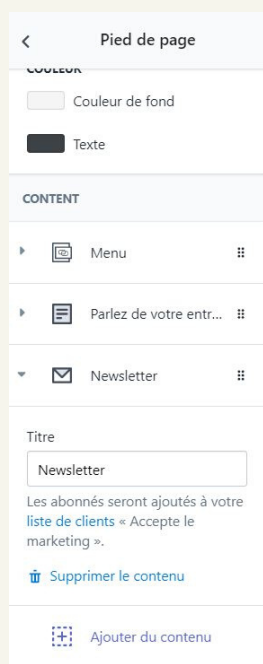 Pied de page
COULEUR
Couleur de fond
Texte
CONTENT
Menu
Parlez de votre entr...
Newsletter
Titre
Newsletter
Les abonnés seront ajoutés à votre
liste de clients « Accepte le
marketing ».
Supprimer le contenu
Ajouter du contenu